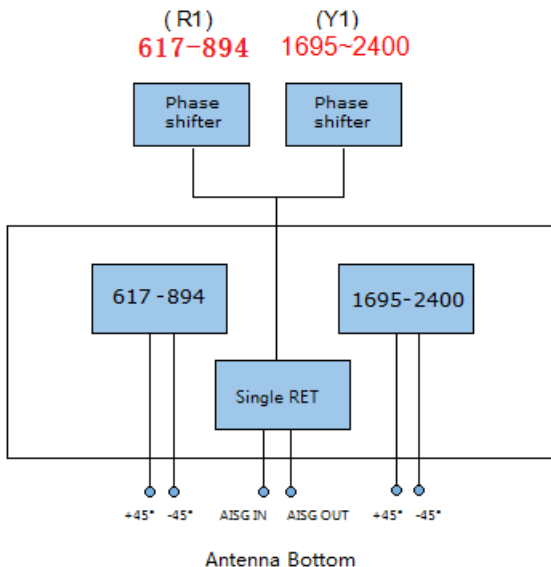 (R1) (Y1)
617-894 1695~2400
Phase shifter Phase shifter
617-894 1695-2400
Single RET
+45° -45° AISG IN AISG OUT +45° -45°
Antenna Bottom